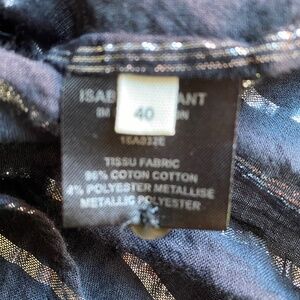 ISAB ANT
40
TISSU FABRIC
96% COTON COTTON
4% POLYESTER METALLISE
METALLIC POLYESTER